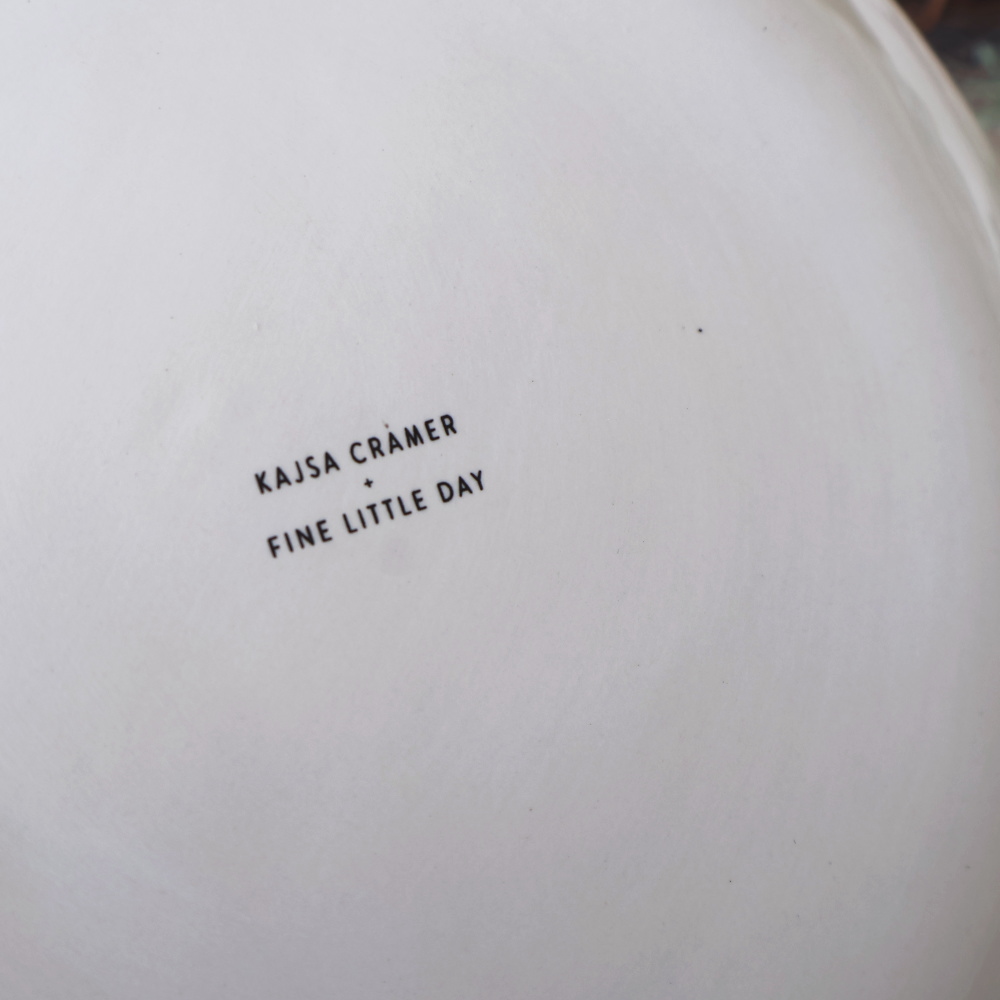 KAJSA CRAMER
+
FINE LITTLE DAY